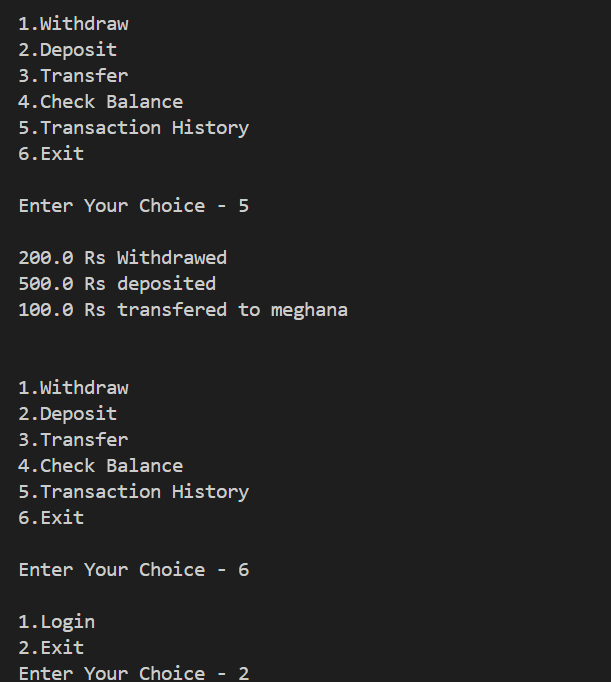 1.Withdraw
2.Deposit
3.Transfer
4.Check Balance
5.Transaction History
6.Exit
Enter Your Choice - 5
200.0 Rs Withdrawed
500.0 Rs deposited
100.0 Rs transfered to meghana
1.Withdraw
2.Deposit
3.Transfer
4.Check Balance
5.Transaction History
6.Exit
Enter Your Choice - 6
1.Login
2.Exit
Enter Your Choice - 2